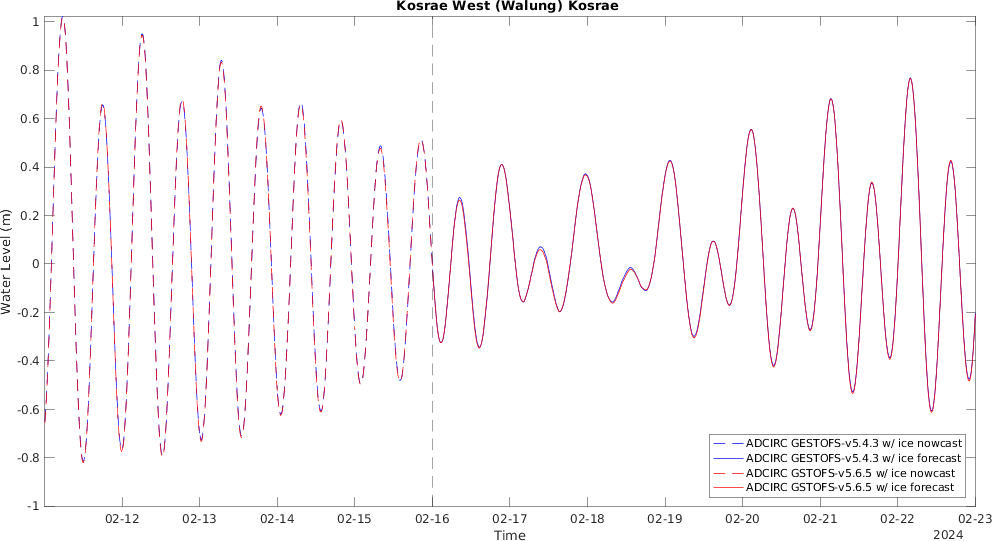 Kosrae West (Walung) Kosrae
1
0.8
0.6
0.4
0.2
0
-0.2
-0.4
-0.6
-0.8
-1
Water Level (m)
02-12 02-13 02-14 02-15 02-16 02-17 02-18 02-19 02-20 02-21 02-22 02-23
Time
2024
ADCIRC GESTOFS-v5.4.3 w/ ice nowcast
ADCIRC GESTOFS-v5.4.3 w/ ice forecast
ADCIRC GSTOFS-v5.6.5 w/ ice nowcast
ADCIRC GSTOFS-v5.6.5 w/ ice forecast